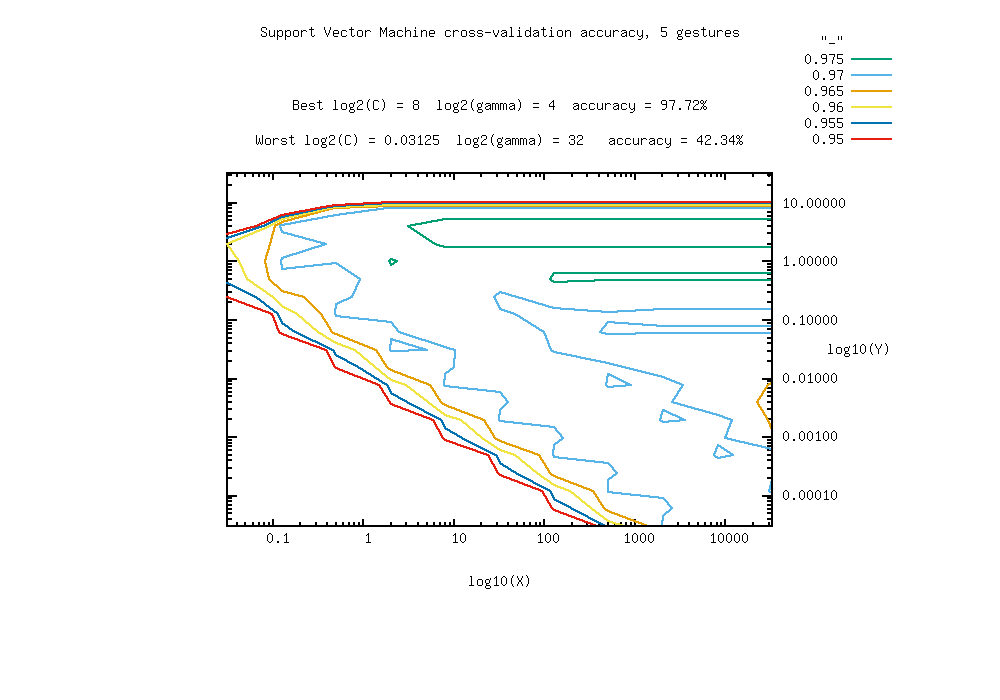 Support Vector Machine cross-validation accuracy, 5 gestures
"_"
0.975
0.97
0.965
0.96
0.955
0.95
Best log2(C) = 8  log2(gamma) = 4  accuracy = 97.72%
Worst log2(C) = 0.03125  log2(gamma) = 32   accuracy = 42.34%
10.00000
1.00000
0.10000
log10(Y)
0.01000
0.00100
0.00010
0.1 1 10 100 1000 10000
log10(X)